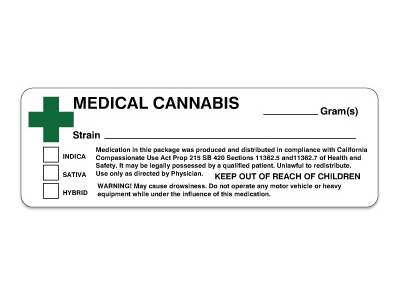 MEDICAL CANNABIS
Gram(s)
Strain
INDICA
SATIVA
HYBRID
Medication in this package was produced and distributed in compliance with California
Compassionate Use Act Prop 215 SB 420 Sections 11362.5 and11362.7 of Health and
Safety. It may be legally possessed by a qualified patient. Unlawful to redistribute.
Use only as directed by Physician. KEEP OUT OF REACH OF CHILDREN
WARNING! May cause drowsiness. Do not operate any motor vehicle or heavy
equipment while under the influence of this medication.